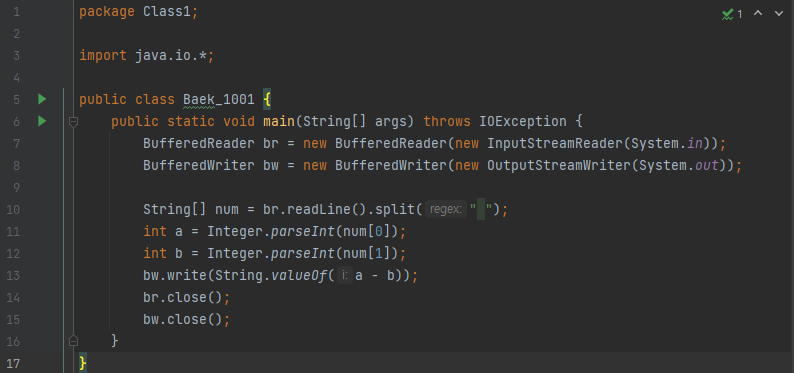 1 package Class1; 1
2
3 import java.io.*;
4
5 public class Baek_1001 {
6 public static void main(String[] args) throws IOException {
7 BufferedReader br = new BufferedReader(new InputStreamReader(System.in));
8 BufferedWriter bw = new BufferedWriter(new OutputStreamWriter(System.out));
9
10 String[] num = br.readLine().split( regex: " ");
11 int a = Integer.parseInt(num[0]);
12 int b = Integer.parseInt(num[1]);
13 bw.write(String.valueOf( i: a - b));
14 br.close();
15 bw.close();
16 }
17 }